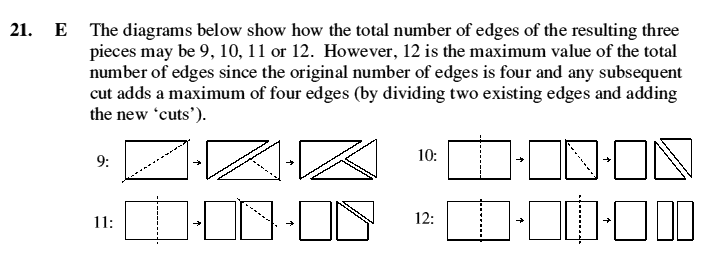 21. E The diagrams below show how the total number of edges of the resulting three
pieces may be 9, 10, 11 or 12. However, 12 is the maximum value of the total
number of edges since the original number of edges is four and any subsequent
cut adds a maximum of four edges (by dividing two existing edges and adding
the new ‘cuts’).
9: 10:
11: 12: